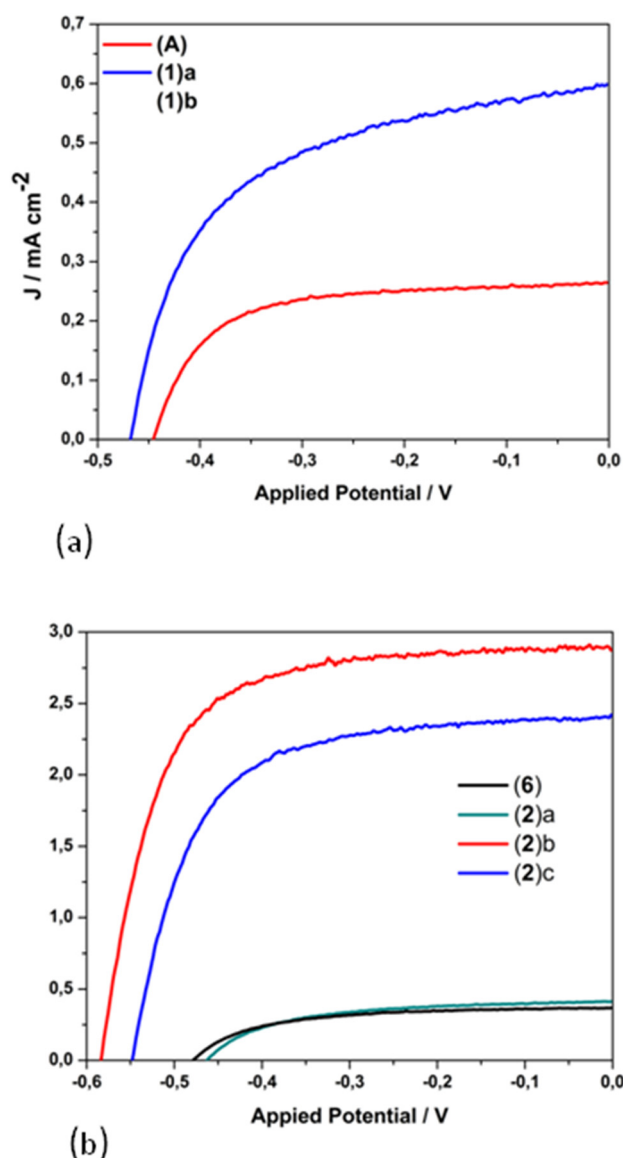 0,7
0,6
0,5
0,4
0,3
0,2
0,1
0,0
J / mA cm⁻²
(A)
(1)a
(1)b
-0,5 -0,4 -0,3 -0,2 -0,1 0,0
Applied Potential / V
(a)
3,0
2,5
2,0
1,5
1,0
0,5
0,0
(6)
(2)a
(2)b
(2)c
-0,6 -0,5 -0,4 -0,3 -0,2 -0,1 0,0
Appied Potential / V
(b)